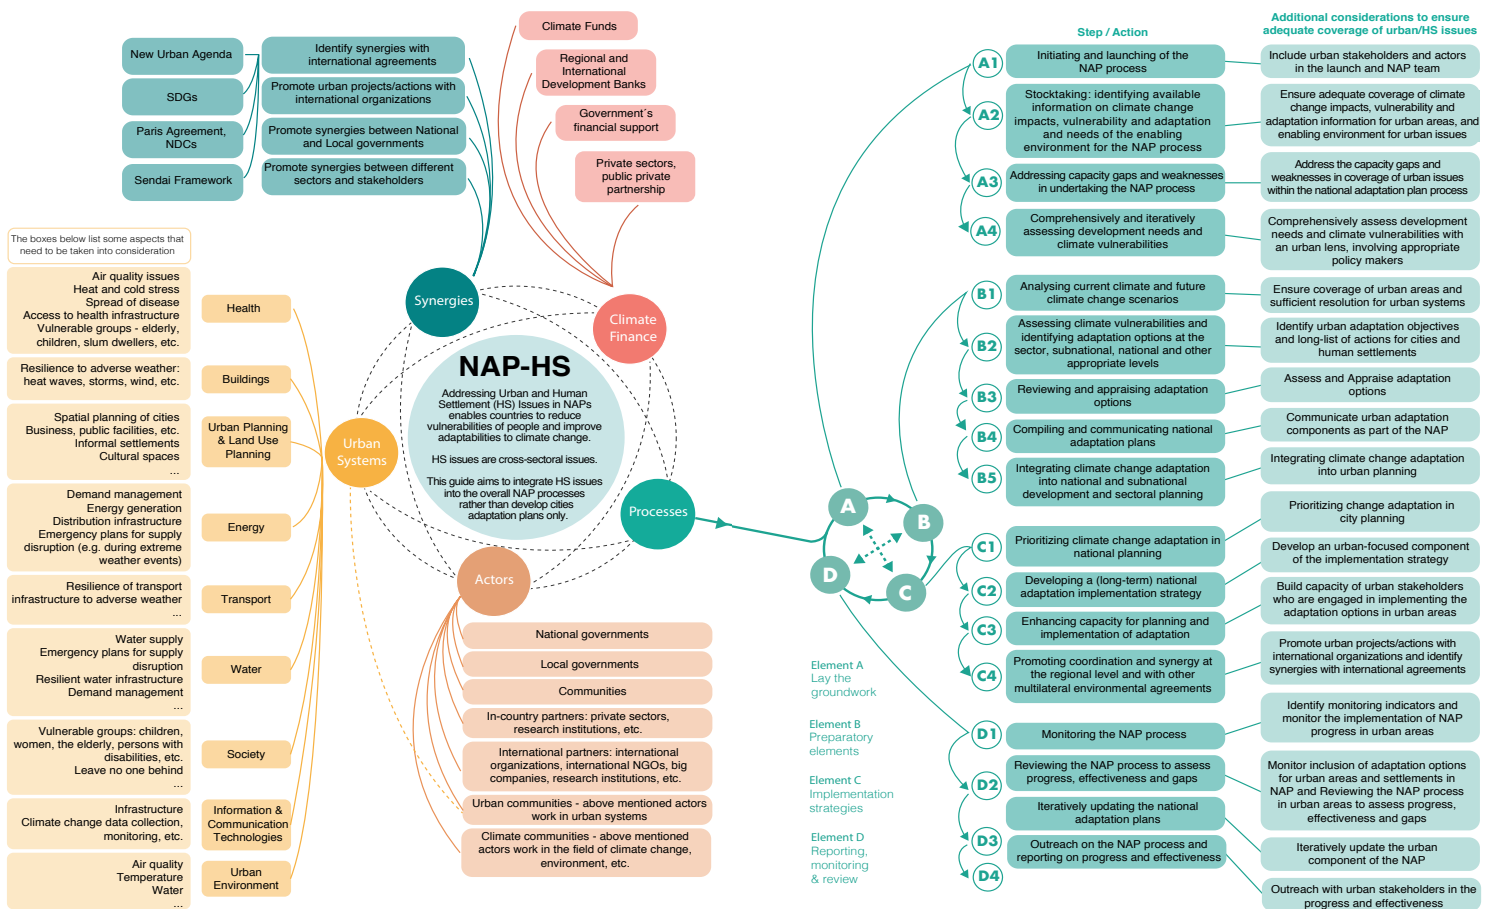 New Urban Agenda
SDGs
Paris Agreement,
NDCs
Sendai Framework
Identify synergies with
international agreements
Promote urban projects/actions with
international organizations
Promote synergies between National
and Local governments
Promote synergies between different
sectors and stakeholders
Climate Funds
Regional and
International
Development Banks
Government´s
financial support
Private sectors,
public private
partnership
The boxes below list some aspects that
need to be taken into consideration
Air quality issues
Heat and cold stress
Spread of disease
Access to health infrastructure
Vulnerable groups - elderly,
children, slum dwellers, etc.
Health
Resilience to adverse weather:
heat waves, storms, wind, etc.
Buildings
Spatial planning of cities
Business, public facilities, etc.
Informal settlements
Cultural spaces
...
Urban Planning
& Land Use
Planning
Demand management
Energy generation
Distribution infrastructure
Emergency plans for supply
disruption (e.g. during extreme
weather events)
Energy
Resilience of transport
infrastructure to adverse weather
...
Transport
Water supply
Emergency plans for supply
disruption
Resilient water infrastructure
Demand management
...
Water
Vulnerable groups: children,
women, the elderly, persons with
disabilities, etc.
Leave no one behind
...
Society
Infrastructure
Climate change data collection,
monitoring, etc.
Information &
Communication
Technologies
Air quality
Temperature
Water
...
Urban
Environment
Synergies
Climate
Finance
Urban
Systems
Processes
Actors
NAP-HS
Addressing Urban and Human
Settlement (HS) Issues in NAPs
enables countries to reduce
vulnerabilities of people and improve
adaptabilities to climate change.
HS issues are cross-sectoral issues.
This guide aims to integrate HS issues
into the overall NAP processes
rather than develop cities
adaptation plans only.
National governments
Local governments
Communities
In-country partners: private sectors,
research institutions, etc.
International partners: international
organizations, international NGOs, big
companies, research institutions, etc.
Urban communities - above mentioned actors
work in urban systems
Climate communities - above mentioned
actors work in the field of climate change,
environment, etc.
A
B
C
D
Element A
Lay the
groundwork
Element B
Preparatory
elements
Element C
Implementation
strategies
Element D
Reporting,
monitoring
& review
Step / Action
Additional considerations to ensure
adequate coverage of urban/HS issues
A1
Initiating and launching of the
NAP process
Include urban stakeholders and actors
in the launch and NAP team
A2
Stocktaking: identifying available
information on climate change
impacts, vulnerability and adaptation
and needs of the enabling
environment for the NAP process
Ensure adequate coverage of climate
change impacts, vulnerability and
adaptation information for urban areas, and
enabling environment for urban issues
A3
Addressing capacity gaps and weaknesses
in undertaking the NAP process
Address the capacity gaps and
weaknesses in coverage of urban issues
within the national adaptation plan process
A4
Comprehensively and iteratively
assessing development needs and
climate vulnerabilities
Comprehensively assess development
needs and climate vulnerabilities with
an urban lens, involving appropriate
policy makers
B1
Analysing current climate and future
climate change scenarios
Ensure coverage of urban areas and
sufficient resolution for urban systems
B2
Assessing climate vulnerabilities and
identifying adaptation options at the
sector, subnational, national and other
appropriate levels
Identify urban adaptation objectives
and long-list of actions for cities and
human settlements
B3
Reviewing and appraising adaptation
options
Assess and Appraise adaptation
options
B4
Compiling and communicating national
adaptation plans
Communicate urban adaptation
components as part of the NAP
B5
Integrating climate change adaptation
into national and subnational
development and sectoral planning
Integrating climate change adaptation
into urban planning
C1
Prioritizing climate change adaptation in
national planning
Prioritizing change adaptation in
city planning
C2
Developing a (long-term) national
adaptation implementation strategy
Develop an urban-focused component
of the implementation strategy
C3
Enhancing capacity for planning and
implementation of adaptation
Build capacity of urban stakeholders
who are engaged in implementing the
adaptation options in urban areas
C4
Promoting coordination and synergy at
the regional level and with other
multilateral environmental agreements
Promote urban projects/actions with
international organizations and identify
synergies with international agreements
D1
Monitoring the NAP process
Identify monitoring indicators and
monitor the implementation of NAP
progress in urban areas
D2
Reviewing the NAP process to assess
progress, effectiveness and gaps
Monitor inclusion of adaptation options
for urban areas and settlements in
NAP and Reviewing the NAP process
in urban areas to assess progress,
effectiveness and gaps
D3
Iteratively updating the national
adaptation plans
Iteratively update the urban
component of the NAP
D4
Outreach on the NAP process and
reporting on progress and effectiveness
Outreach with urban stakeholders in the
progress and effectiveness